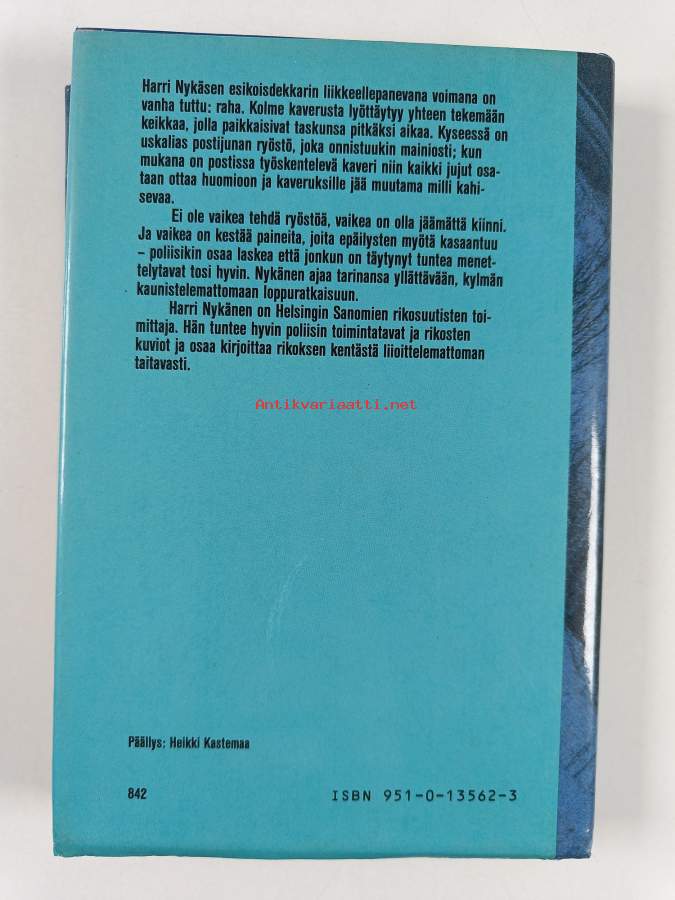 Harri Nykäsen esikoisdekkarin liikkeellepanevana voimana on
vanha tuttu: raha. Kolme kaverusta lyöttäytyy yhteen tekemään
keikkaa, jolla paikkaisivat taskunsa pitkäksi aikaa. Kyseessä on
uskalias postijunan ryöstö, joka onnistuukin mainiosti; kun
mukana on postissa työskentelevä kaveri niin kaikki jujut osa-
taan ottaa huomioon ja kaveruksille jää muutama milli kahi-
sevaa.
Ei ole vaikea tehdä ryöstöä, vaikea on olla jäämättä kiinni.
Ja vaikea on kestää paineita, joita epäilysten myötä kasaantuu
– poliisikin osaa laskea että jonkun on täytynyt tuntea menet-
telytavat tosi hyvin. Nykänen ajaa tarinansa yllättävään, kylmän
kaunistelemattomaan loppuratkaisuun.
Harri Nykänen on Helsingin Sanomien rikosuutisten toi-
mittaja. Hän tuntee hyvin poliisin toimintatavat ja rikosten
kuviot ja osaa kirjoittaa rikoksen kentästä liioittelemattoman
taitavasti.
Antikvariaatti.net
Päällys: Heikki Kastemaa
842 ISBN 951-0-13562-3